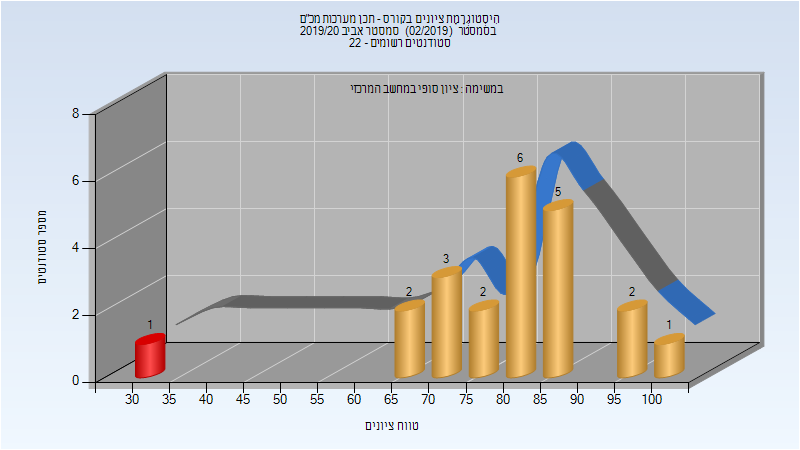 היסטוגרמת ציונים בקורס - תכן מערכות מכ"ם
בסמסטר (02/2019) סמסטר אביב 2019/20
סטודנטים רשומים - 22
במשימה : ציון סופי במחשב המרכזי
מספר סטודנטים
8
6
4
2
0
1
2
3
2
6
5
2
1
30 35 40 45 50 55 60 65 70 75 80 85 90 95 100
טווח ציונים